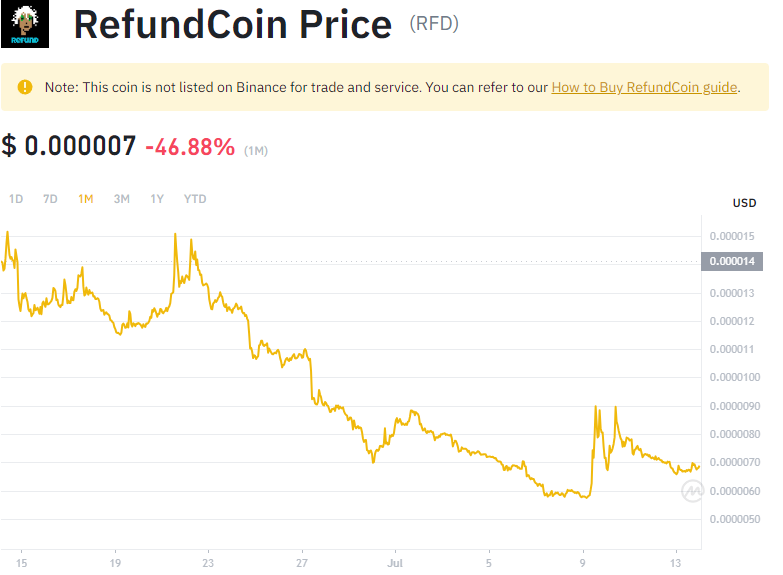 REFUND
RefundCoin Price (RFD)
Note: This coin is not listed on Binance for trade and service. You can refer to our How to Buy RefundCoin guide.
$ 0.000007 -46.88% (1M)
1D 7D 1M 3M 1Y YTD
USD
0.000015
0.000014
0.000013
0.000012
0.000011
0.0000100
0.0000090
0.0000080
0.0000070
0.0000060
0.0000050
15 19 23 27 Jul 5 9 13